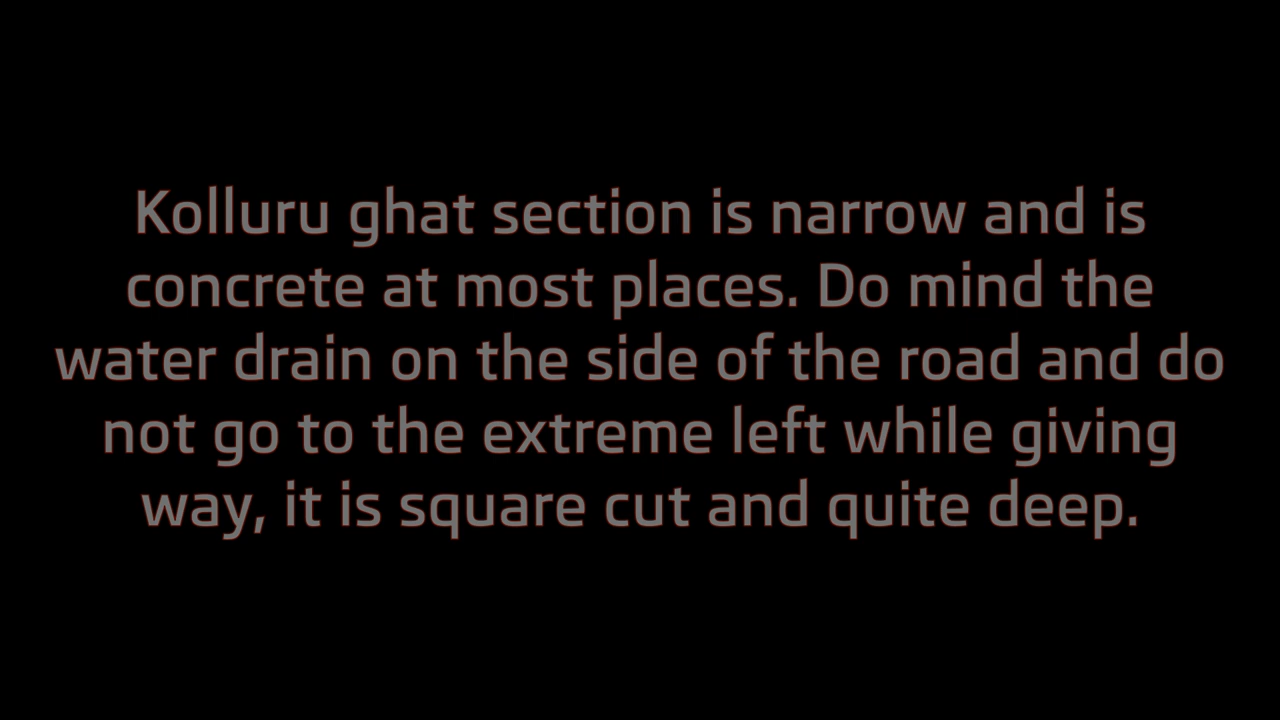 Kolluru ghat section is narrow and is
concrete at most places. Do mind the
water drain on the side of the road and do
not go to the extreme left while giving
way, it is square cut and quite deep.